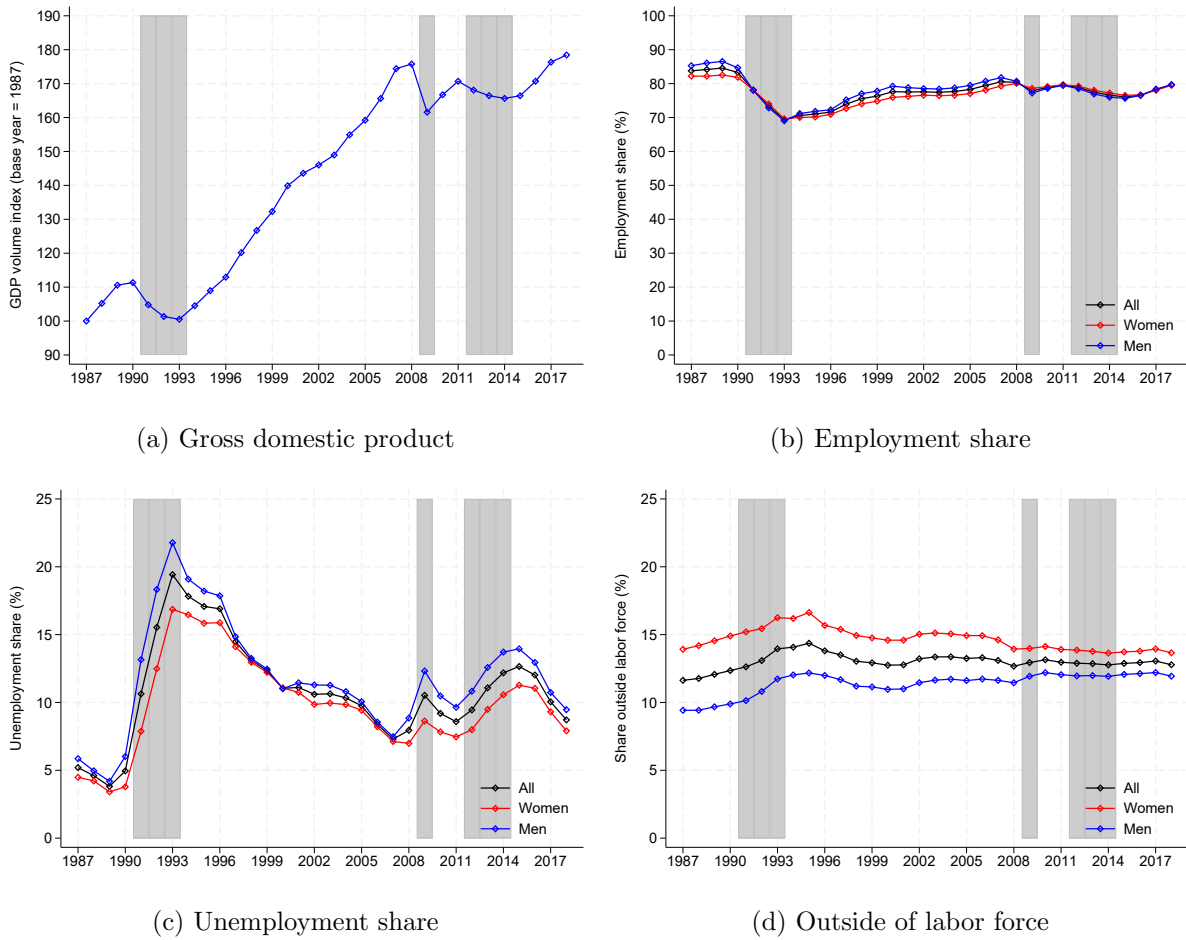 GDP volume index (base year = 1987)
190
180
170
160
150
140
130
120
110
100
90
1987 1990 1993 1996 1999 2002 2005 2008 2011 2014 2017
(a) Gross domestic product
Employment share (%)
100
90
80
70
60
50
40
30
20
10
0
All
Women
Men
1987 1990 1993 1996 1999 2002 2005 2008 2011 2014 2017
(b) Employment share
Unemployment share (%)
25
20
15
10
5
0
All
Women
Men
1987 1990 1993 1996 1999 2002 2005 2008 2011 2014 2017
(c) Unemployment share
Share outside labor force (%)
25
20
15
10
5
0
All
Women
Men
1987 1990 1993 1996 1999 2002 2005 2008 2011 2014 2017
(d) Outside of labor force